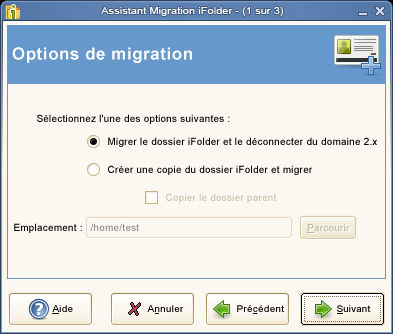 Assistant Migration iFolder - (1 sur 3)
Options de migration
Sélectionnez l'une des options suivantes :
Migrer le dossier iFolder et le déconnecter du domaine 2.x
Créer une copie du dossier iFolder et migrer
Copier le dossier parent
Emplacement : /home/test Parcourir
Aide Annuler Précédent Suivant